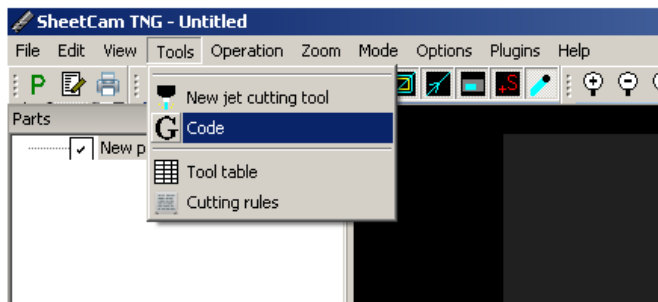 SheetCam TNG - Untitled
File Edit View Tools Operation Zoom Mode Options Plugins Help
P
+S
Parts
New jet cutting tool
G Code
New p
Tool table
Cutting rules